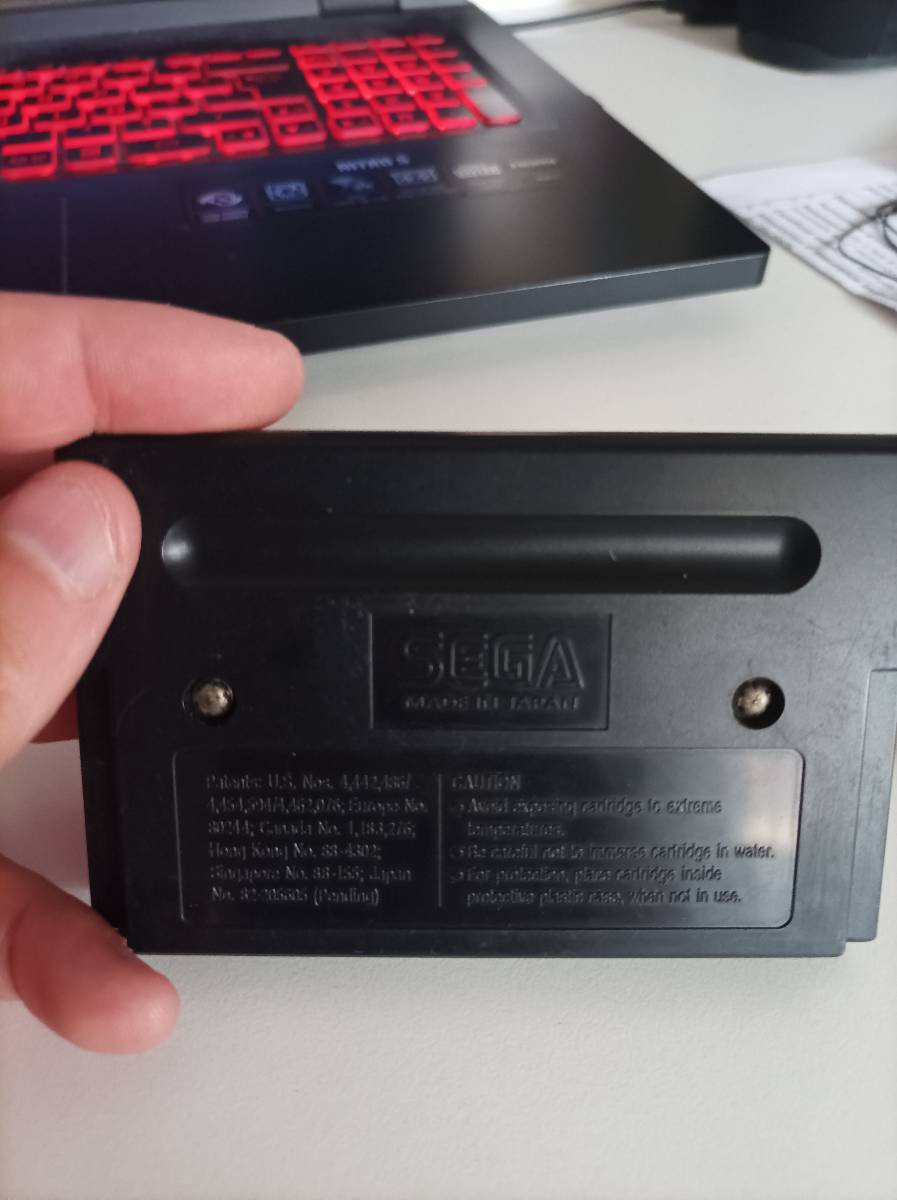 NITRO 5
SEGA
MADE IN JAPAN
Patents: U.S. Nos. 4,442,486/
4,454,594/4,462,076; Europe No.
80244; Canada No. 1,183,276;
Hong Kong No. 88-4302;
Singapore No. 88-155; Japan
No. 82-205605 (Pending)
CAUTION
Avoid exposing cartridge to extreme
temperatures.
Be careful not to immerse cartridge in water.
For protection, place cartridge inside
protective plastic case, when not in use.